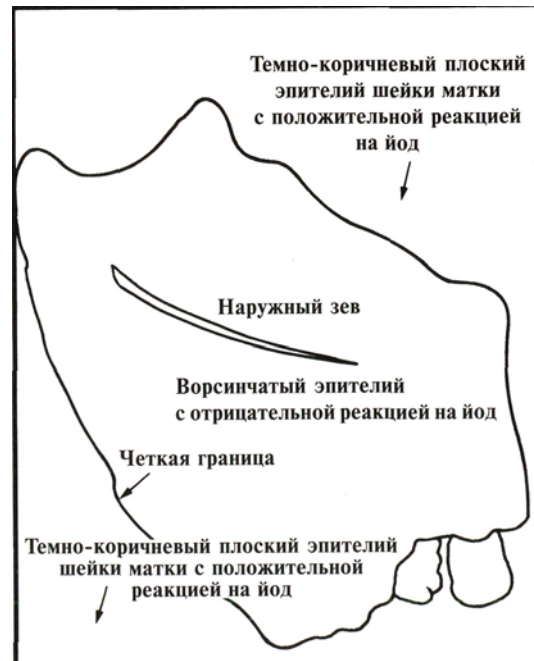 Темно-коричневый плоский
эпителий шейки матки
с положительной реакцией
на йод
Наружный зев
Ворсинчатый эпителий
с отрицательной реакцией на йод
Четкая граница
Темно-коричневый плоский эпителий
шейки матки с положительной
реакцией на йод